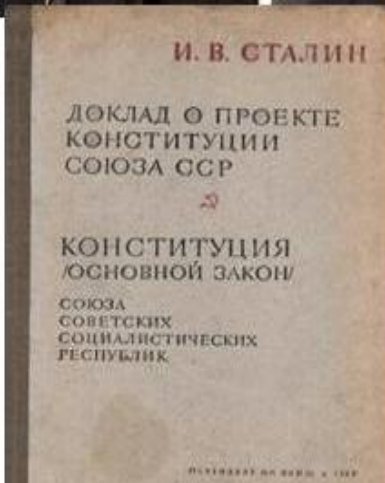 И. В. СТАЛИН
ДОКЛАД О ПРОЕКТЕ
КОНСТИТУЦИИ
СОЮЗА ССР
КОНСТИТУЦИЯ
/ОСНОВНОЙ ЗАКОН/
СОЮЗА
СОВЕТСКИХ
СОЦИАЛИСТИЧЕСКИХ
РЕСПУБЛИК